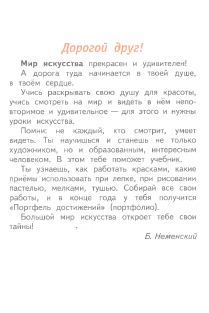 Дорогой друг!
Мир искусства прекрасен и удивителен!
А дорога туда начинается в твоей душе,
в твоём сердце.
Учись раскрывать свою душу для красоты,
учись смотреть на мир и видеть в нём непо-
вторимое и удивительное — для этого и нужны
уроки искусства.
Помни: не каждый, кто смотрит, умеет
видеть. Ты научишься и станешь не только
художником, но и образованным, интересным
человеком. В этом тебе поможет учебник.
Ты узнаешь, как работать красками, какие
приёмы использовать при лепке, при рисовании
пастелью, мелками, тушью. Собирай все свои
работы, и в конце года у тебя получится
«Портфель достижений» (портфолио).
Большой мир искусства откроет тебе свои
тайны!
Б. Неменский